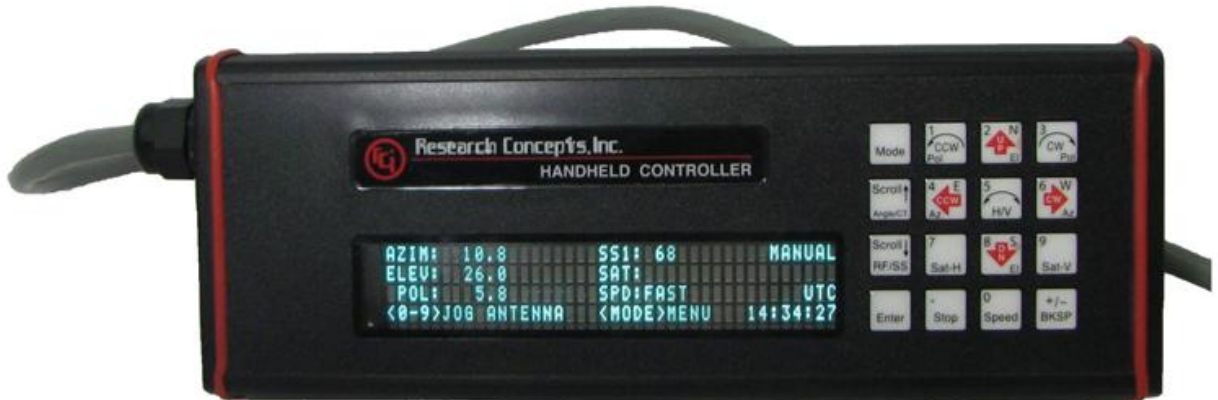 Research Concepts, Inc.
rci
HANDHELD CONTROLLER
AZIM: 10.8 SS1: 68 MANUAL
ELEV: 26.0 SAT:
POL: 5.8 SPD:FAST UTC
<0-9>JOG ANTENNA <MODE>MENU 14:34:27
Mode
1 CCW Pol
2 N UP El
3 CW Pol
Scroll Angle/CT
4 E CCW Az
5 H/V
6 W CW Az
Scroll RF/SS
7 Sat-H
8 S DN El
9 Sat-V
Enter
. Stop
0 Speed
+/- BKSP